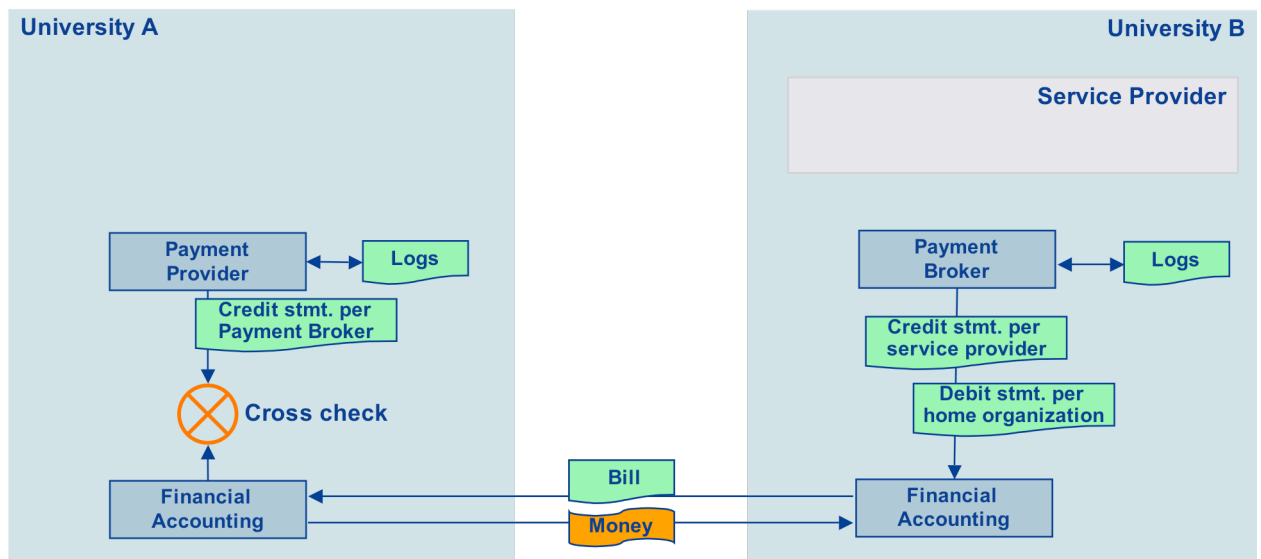 University A
University B
Service Provider
Payment
Provider
Logs
Payment
Broker
Logs
Credit stmt. per
Payment Broker
Credit stmt. per
service provider
Debit stmt. per
home organization
Cross check
Bill
Financial
Accounting
Money
Financial
Accounting